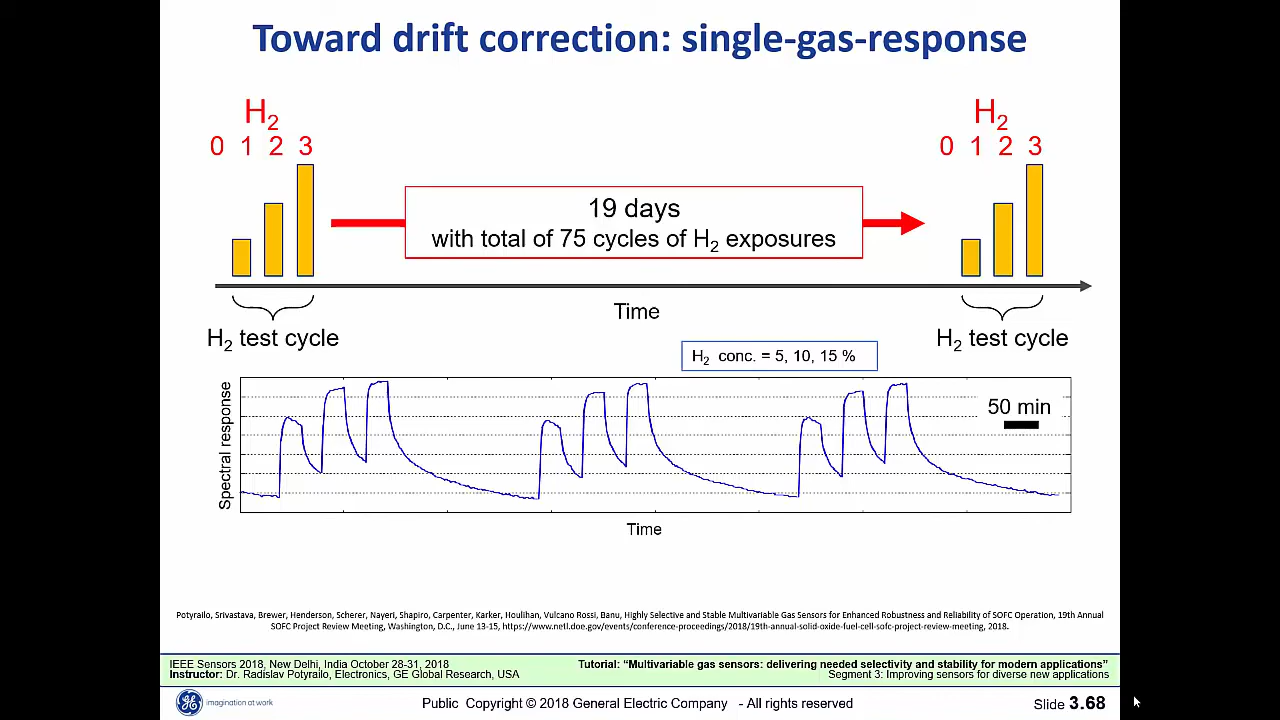 Toward drift correction: single-gas-response
H2
0 1 2 3
H2
0 1 2 3
19 days
with total of 75 cycles of H2 exposures
Time
H2 test cycle
H2 test cycle
H2 conc. = 5, 10, 15 %
Spectral response
50 min
Time
Potyrailo, Srivastava, Brewer, Henderson, Scherer, Nayeri, Shapiro, Carpenter, Karker, Houlihan, Vulcano Rossi, Banu, Highly Selective and Stable Multivariable Gas Sensors for Enhanced Robustness and Reliability of SOFC Operation, 19th Annual
SOFC Project Review Meeting, Washington, D.C., June 13-15, https://www.netl.doe.gov/events/conference-proceedings/2018/19th-annual-solid-oxide-fuel-cell-sofc-project-review-meeting, 2018.
IEEE Sensors 2018, New Delhi, India October 28-31, 2018
Instructor: Dr. Radislav Potyrailo, Electronics, GE Global Research, USA
Tutorial: “Multivariable gas sensors: delivering needed selectivity and stability for modern applications”
Segment 3: Improving sensors for diverse new applications
imagination at work
Public Copyright © 2018 General Electric Company - All rights reserved
Slide 3.68